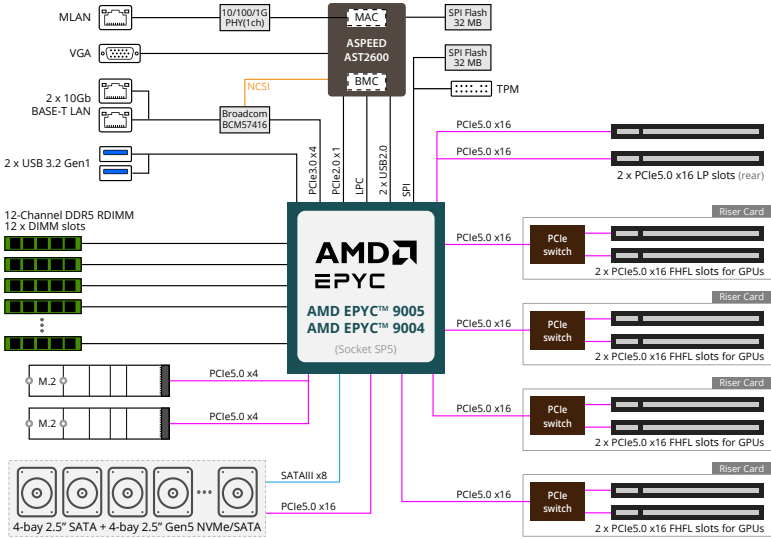 MLAN
10/100/1G
PHY(1ch)
MAC
ASPEED
AST2600
BMC
SPI Flash
32 MB
SPI Flash
32 MB
TPM
VGA
NCSI
2 x 10Gb
BASE-T LAN
Broadcom
BCM57416
2 x USB 3.2 Gen1
PCIe3.0 x4
PCIe2.0 x1
LPC
2 x USB2.0
SPI
PCIe5.0 x16
PCIe5.0 x16
2 x PCIe5.0 x16 LP slots (rear)
12-Channel DDR5 RDIMM
12 x DIMM slots
AMD
EPYC
AMD EPYC™ 9005
AMD EPYC™ 9004
(Socket SP5)
Riser Card
PCIe5.0 x16
PCIe
switch
2 x PCIe5.0 x16 FHFL slots for GPUs
Riser Card
PCIe5.0 x16
PCIe
switch
2 x PCIe5.0 x16 FHFL slots for GPUs
Riser Card
PCIe5.0 x16
PCIe
switch
2 x PCIe5.0 x16 FHFL slots for GPUs
Riser Card
PCIe5.0 x16
PCIe
switch
2 x PCIe5.0 x16 FHFL slots for GPUs
M.2
PCIe5.0 x4
M.2
PCIe5.0 x4
SATAIII x8
PCIe5.0 x16
4-bay 2.5” SATA + 4-bay 2.5” Gen5 NVMe/SATA